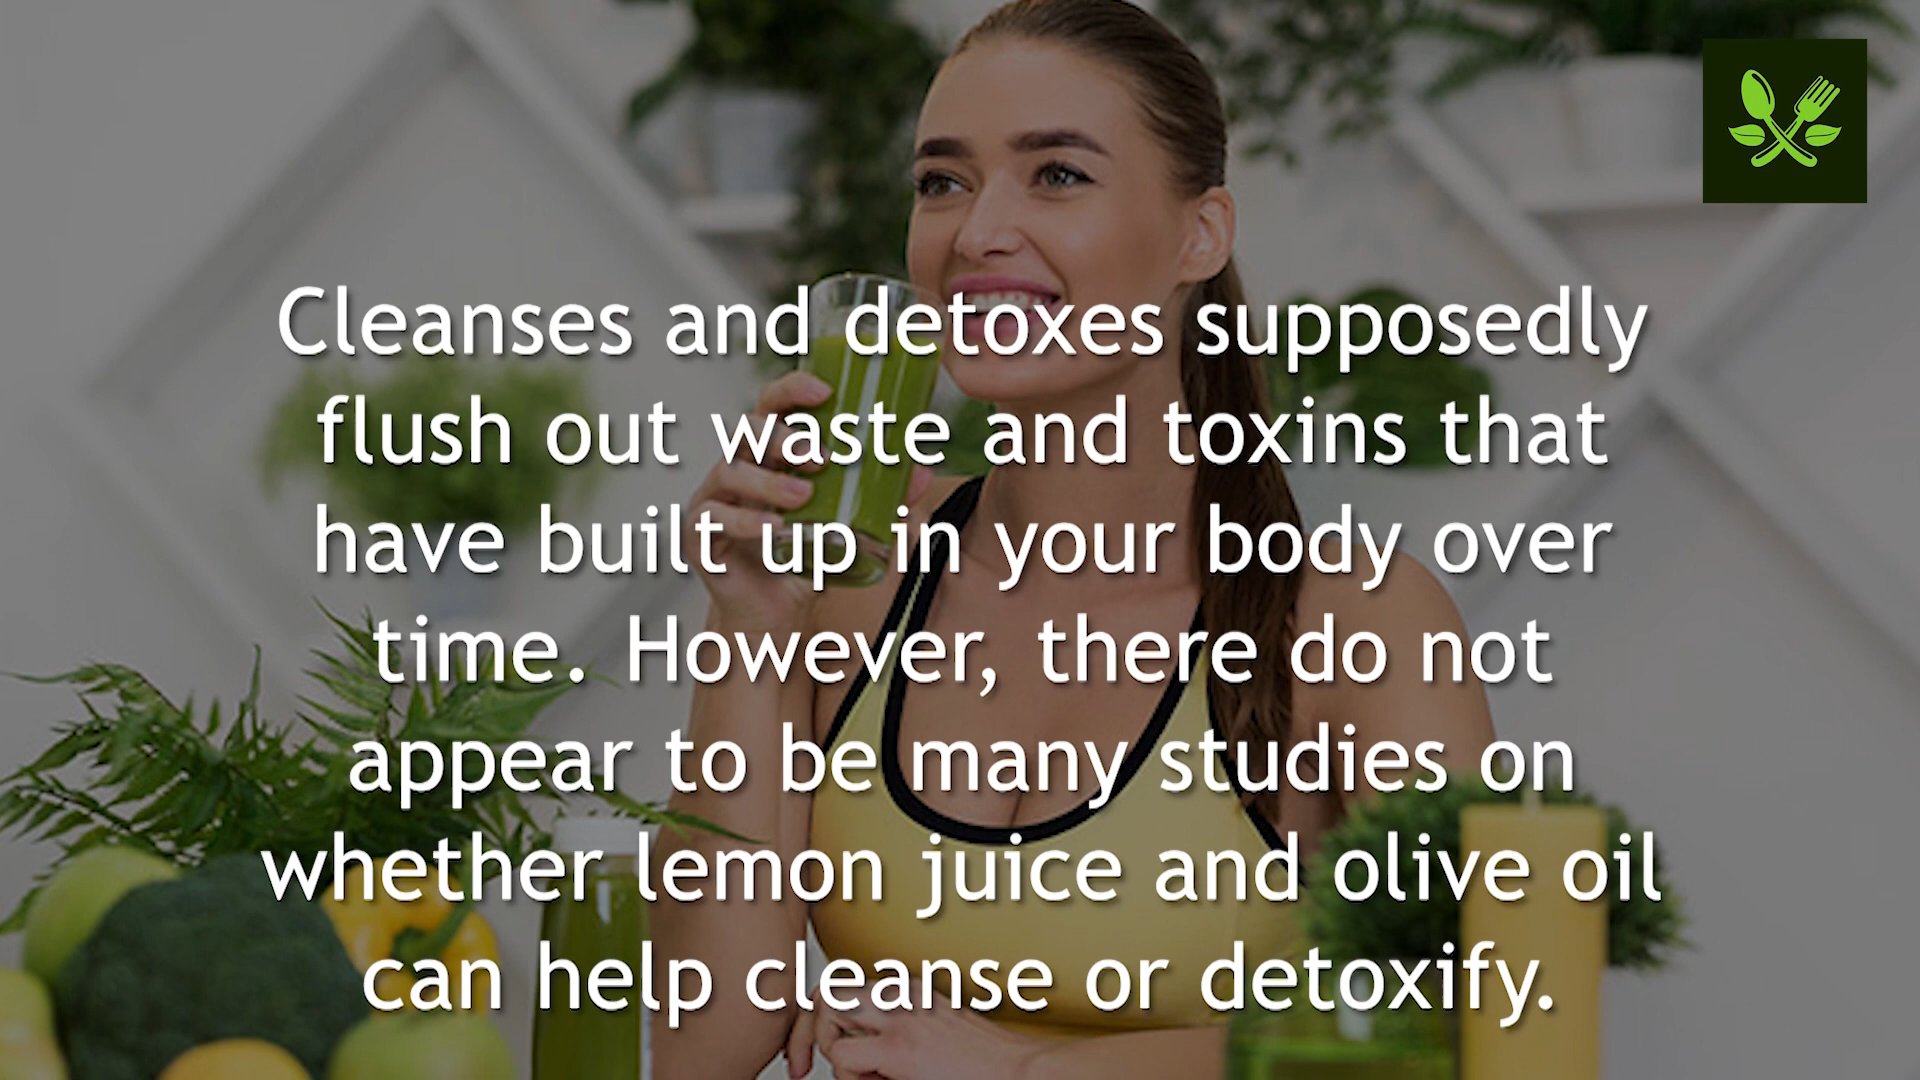 Cleanses and detoxes supposedly
flush out waste and toxins that
have built up in your body over
time. However, there do not
appear to be many studies on
whether lemon juice and olive oil
can help cleanse or detoxify.